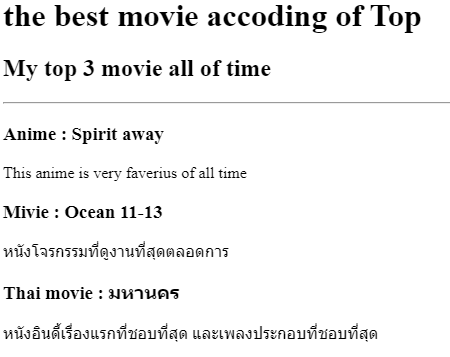 the best movie accoding of Top
My top 3 movie all of time
Anime : Spirit away
This anime is very faverius of all time
Mivie : Ocean 11-13
หนังโจรกรรมที่ดูงานที่สุดตลอดการ
Thai movie : มหานคร
หนังอินดี้เรื่องแรกที่ชอบที่สุด และเพลงประกอบที่ชอบที่สุด